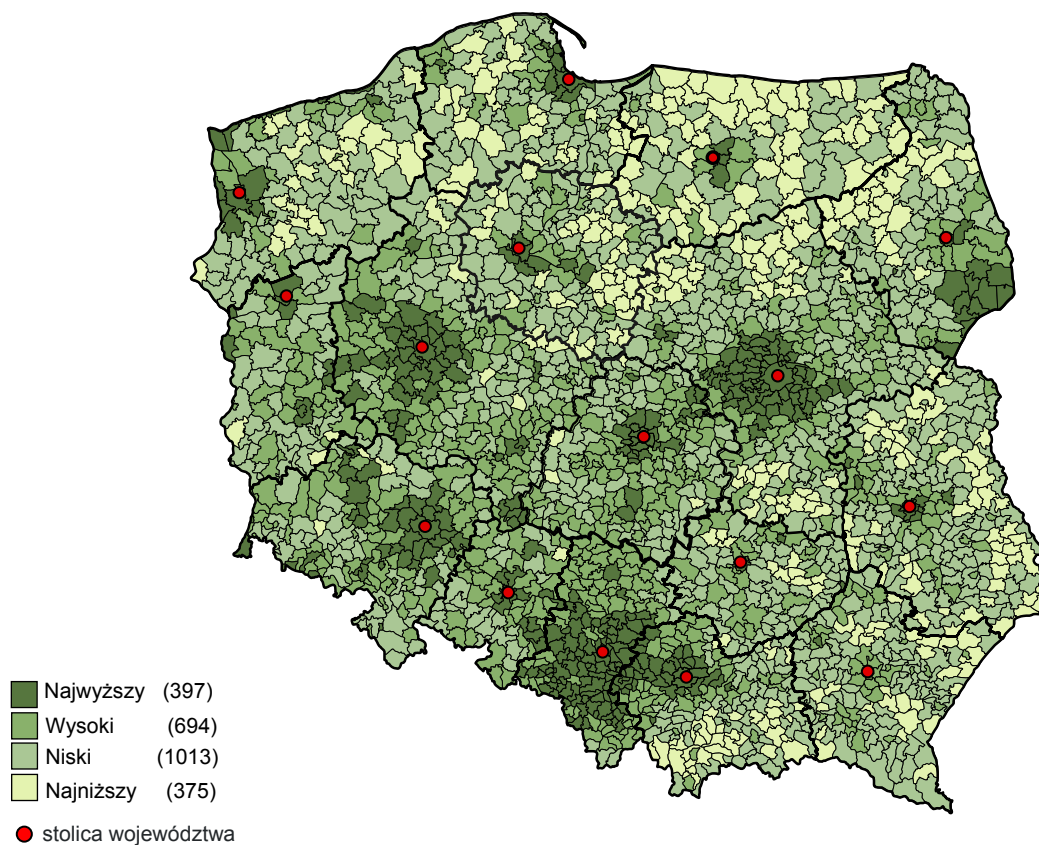 Najwyższy (397)
Wysoki (694)
Niski (1013)
Najniższy (375)
stolica województwa